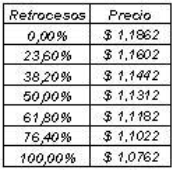 Retrocesos Precio
0,00% $ 1,1862
23,60% $ 1,1602
38,20% $ 1,1442
50,00% $ 1,1312
61,80% $ 1,1182
76,40% $ 1,1022
100,00% $ 1,0762